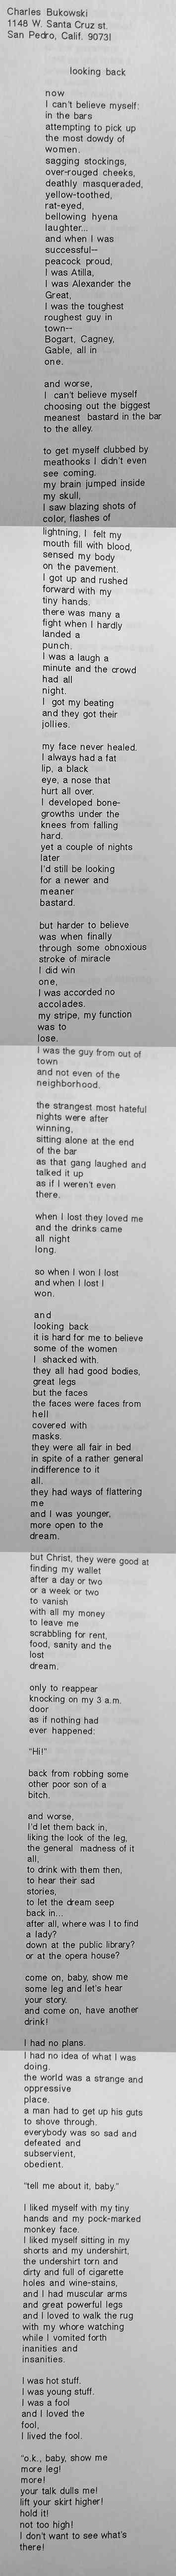 Charles Bukowski
1148 W. Santa Cruz st.
San Pedro, Calif. 90731
looking back
now
I can't believe myself:
in the bars
attempting to pick up
the most dowdy of
women.
sagging stockings,
over-rouged cheeks,
deathly masqueraded,
yellow-toothed,
rat-eyed,
bellowing hyena
laughter...
and when I was
successful--
peacock proud,
I was Atilla,
I was Alexander the
Great,
I was the toughest
roughest guy in
town--
Bogart, Cagney,
Gable, all in
one.
and worse,
I can't believe myself
choosing out the biggest
meanest bastard in the bar
to the alley.
to get myself clubbed by
meathooks I didn't even
see coming.
my brain jumped inside
my skull,
I saw blazing shots of
color, flashes of
lightning, I felt my
mouth fill with blood,
sensed my body
on the pavement.
I got up and rushed
forward with my
tiny hands.
there was many a
fight when I hardly
landed a
punch.
I was a laugh a
minute and the crowd
had all
night.
I got my beating
and they got their
jollies.
my face never healed.
I always had a fat
lip, a black
eye, a nose that
hurt all over.
I developed bone-
growths under the
knees from falling
hard.
yet a couple of nights
later
I'd still be looking
for a newer and
meaner
bastard.
but harder to believe
was when finally
through some obnoxious
stroke of miracle
I did win
one,
I was accorded no
accolades.
my stripe, my function
was to
lose.
I was the guy from out of
town
and not even of the
neighborhood.
the strangest most hateful
nights were after
winning,
sitting alone at the end
of the bar
as that gang laughed and
talked it up
as if I weren't even
there.
when I lost they loved me
and the drinks came
all night
long.
so when I won I lost
and when I lost I
won.
and
looking back
it is hard for me to believe
some of the women
I shacked with.
they all had good bodies,
great legs
but the faces
the faces were faces from
hell
covered with
masks.
they were all fair in bed
in spite of a rather general
indifference to it
all.
they had ways of flattering
me
and I was younger,
more open to the
dream.
but Christ, they were good at
finding my wallet
after a day or two
or a week or two
to vanish
with all my money
to leave me
scrabbling for rent,
food, sanity and the
lost
dream.
only to reappear
knocking on my 3 a.m.
door
as if nothing had
ever happened:
"Hi!"
back from robbing some
other poor son of a
bitch.
and worse,
I'd let them back in,
liking the look of the leg,
the general madness of it
all,
to drink with them then,
to hear their sad
stories,
to let the dream seep
back in...
after all, where was I to find
a lady?
down at the public library?
or at the opera house?
come on, baby, show me
some leg and let's hear
your story.
and come on, have another
drink!
I had no plans.
I had no idea of what I was
doing.
the world was a strange and
oppressive
place.
a man had to get up his guts
to shove through.
everybody was so sad and
defeated and
subservient,
obedient.
"tell me about it, baby."
I liked myself with my tiny
hands and my pock-marked
monkey face.
I liked myself sitting in my
shorts and my undershirt,
the undershirt torn and
dirty and full of cigarette
holes and wine-stains,
and I had muscular arms
and great powerful legs
and I loved to walk the rug
with my whore watching
while I vomited forth
inanities and
insanities.
I was hot stuff.
I was young stuff.
I was a fool
and I loved the
fool,
I lived the fool.
"o.k., baby, show me
more leg!
more!
your talk dulls me!
lift your skirt higher!
hold it!
not too high!
I don't want to see what's
there!